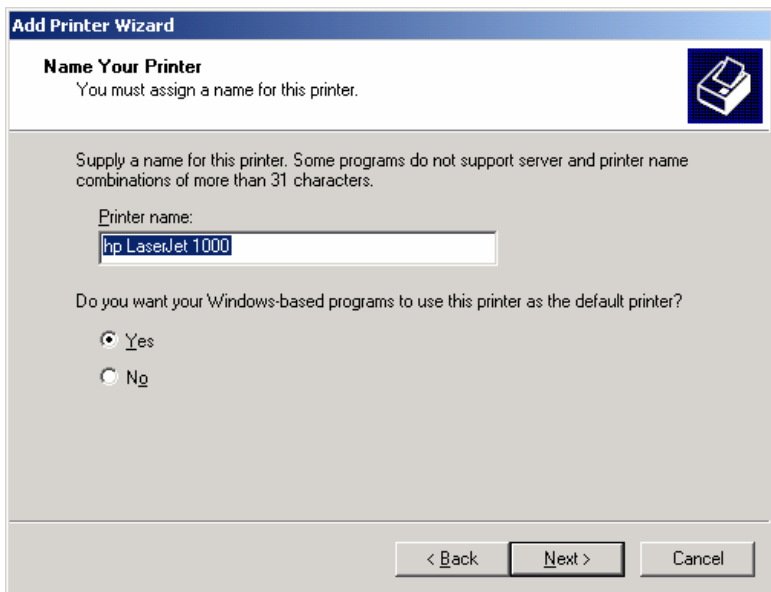 Add Printer Wizard
Name Your Printer
You must assign a name for this printer.
Supply a name for this printer. Some programs do not support server and printer name
combinations of more than 31 characters.
Printer name:
hp LaserJet 1000
Do you want your Windows-based programs to use this printer as the default printer?
Yes
No
< Back
Next >
Cancel